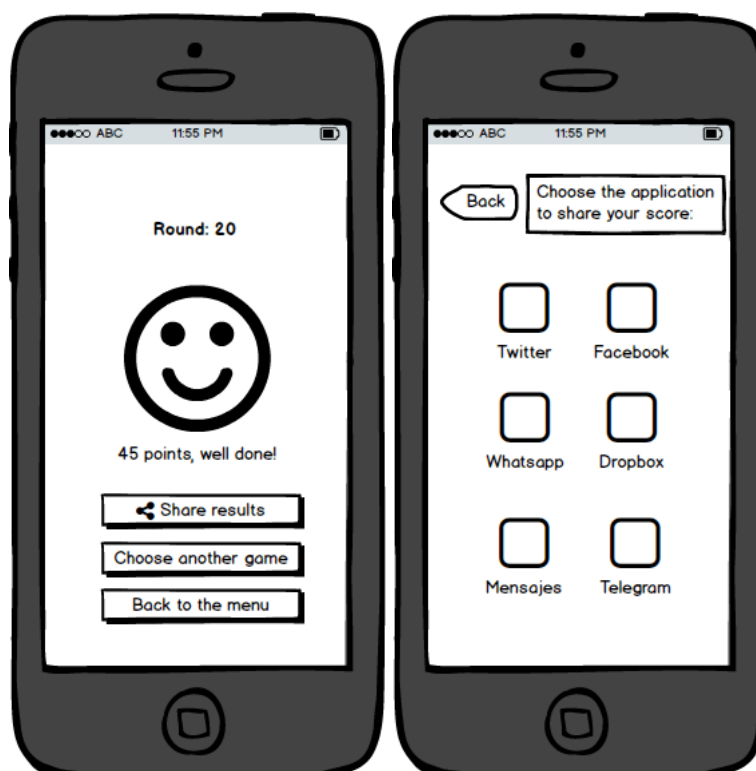 ABC 11:55 PM
Round: 20
45 points, well done!
Share results
Choose another game
Back to the menu
ABC 11:55 PM
Back
Choose the application
to share your score:
Twitter Facebook
Whatsapp Dropbox
Mensajes Telegram